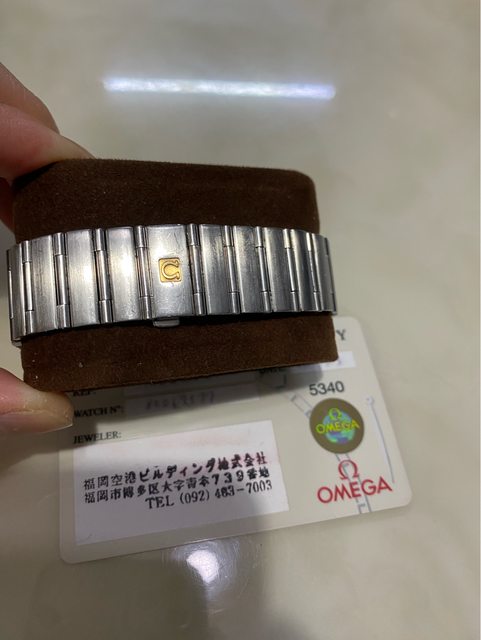 WATCH Nº:
5340
JEWELER:
OMEGA
福岡空港ビルディング株式会社
福岡市博多区大字青木739番地
TEL (092) 483-7003
OMEGA